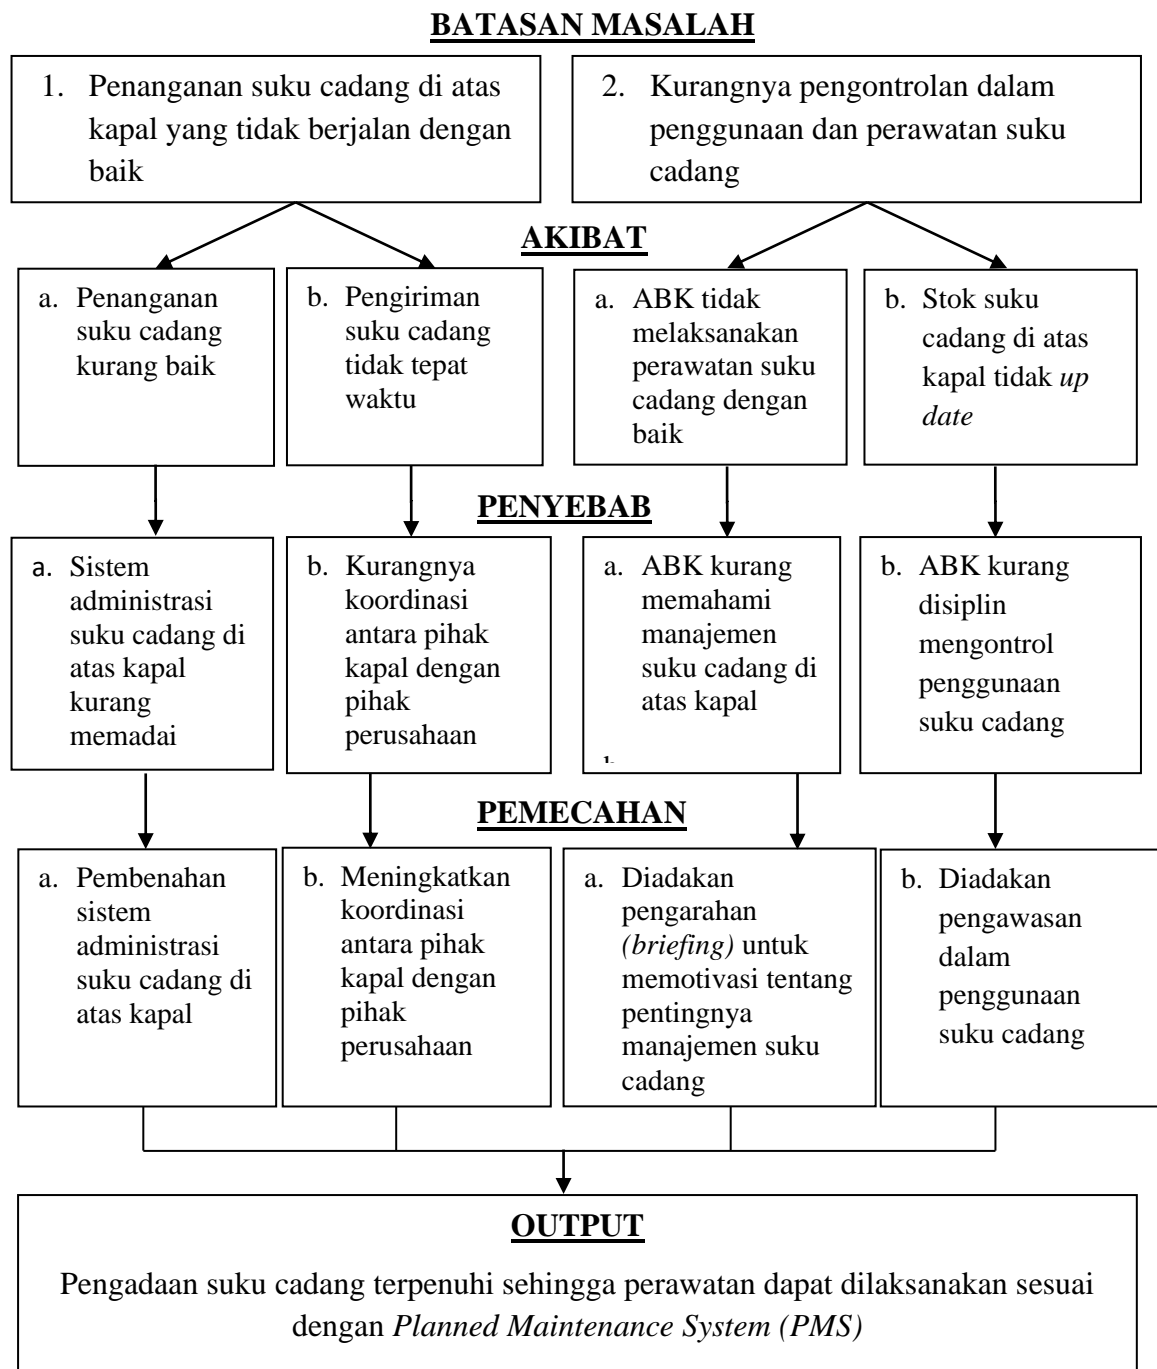 BATASAN MASALAH
1. Penanganan suku cadang di atas
kapal yang tidak berjalan dengan
baik
2. Kurangnya pengontrolan dalam
penggunaan dan perawatan suku
cadang
AKIBAT
a. Penanganan
suku cadang
kurang baik
b. Pengiriman
suku cadang
tidak tepat
waktu
a. ABK tidak
melaksanakan
perawatan suku
cadang dengan
baik
b. Stok suku
cadang di atas
kapal tidak up
date
PENYEBAB
a. Sistem
administrasi
suku cadang di
atas kapal
kurang
memadai
b. Kurangnya
koordinasi
antara pihak
kapal dengan
pihak
perusahaan
a. ABK kurang
memahami
manajemen
suku cadang di
atas kapal
b. ABK kurang
disiplin
mengontrol
penggunaan
suku cadang
PEMECAHAN
a. Pembenahan
sistem
administrasi
suku cadang di
atas kapal
b. Meningkatkan
koordinasi
antara pihak
kapal dengan
pihak
perusahaan
a. Diadakan
pengarahan
(briefing) untuk
memotivasi tentang
pentingnya
manajemen suku
cadang
b. Diadakan
pengawasan
dalam
penggunaan
suku cadang
OUTPUT
Pengadaan suku cadang terpenuhi sehingga perawatan dapat dilaksanakan sesuai
dengan Planned Maintenance System (PMS)